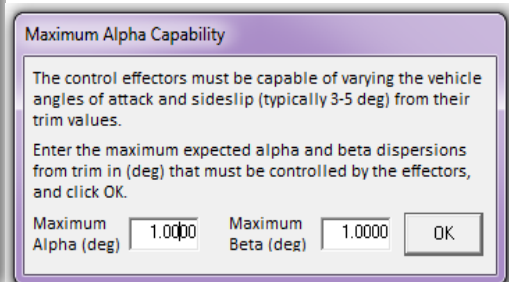 Maximum Alpha Capability
The control effectors must be capable of varying the vehicle
angles of attack and sideslip (typically 3-5 deg) from their
trim values.
Enter the maximum expected alpha and beta dispersions
from trim in (deg) that must be controlled by the effectors,
and click OK.
Maximum
Alpha (deg)
1.0000
Maximum
Beta (deg)
1.0000
OK